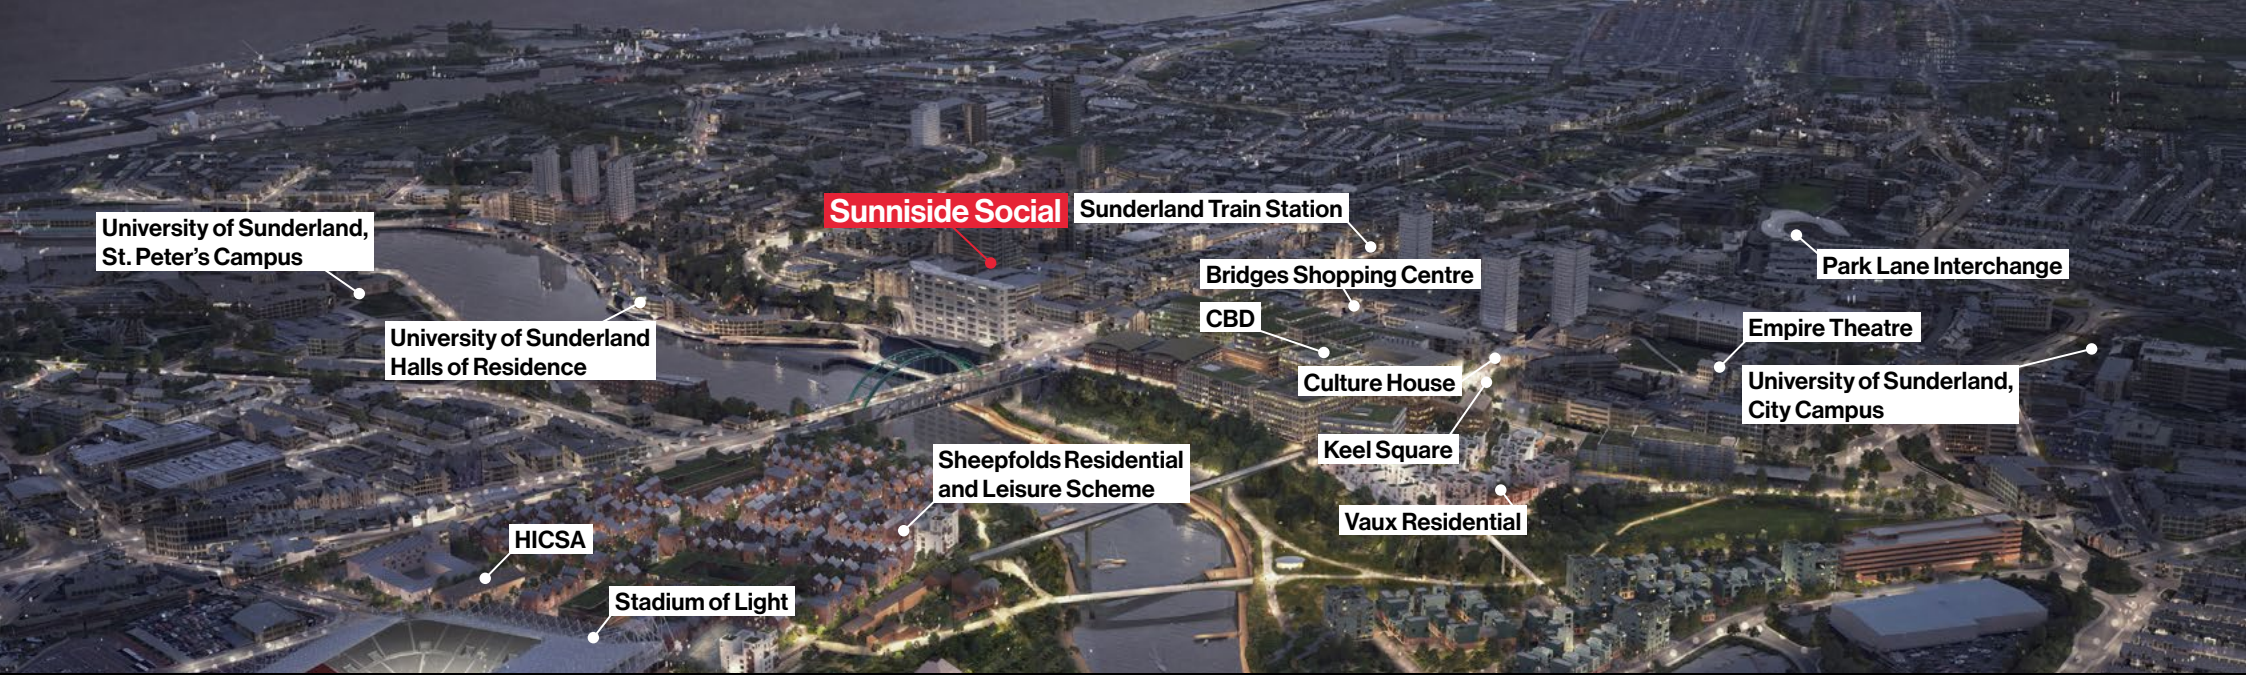 Sunniside Social
Sunderland Train Station
University of Sunderland,
St. Peter's Campus
Park Lane Interchange
Bridges Shopping Centre
CBD
University of Sunderland
Halls of Residence
Empire Theatre
Culture House
University of Sunderland,
City Campus
Keel Square
Sheepfolds Residential
and Leisure Scheme
Vaux Residential
HICSA
Stadium of Light